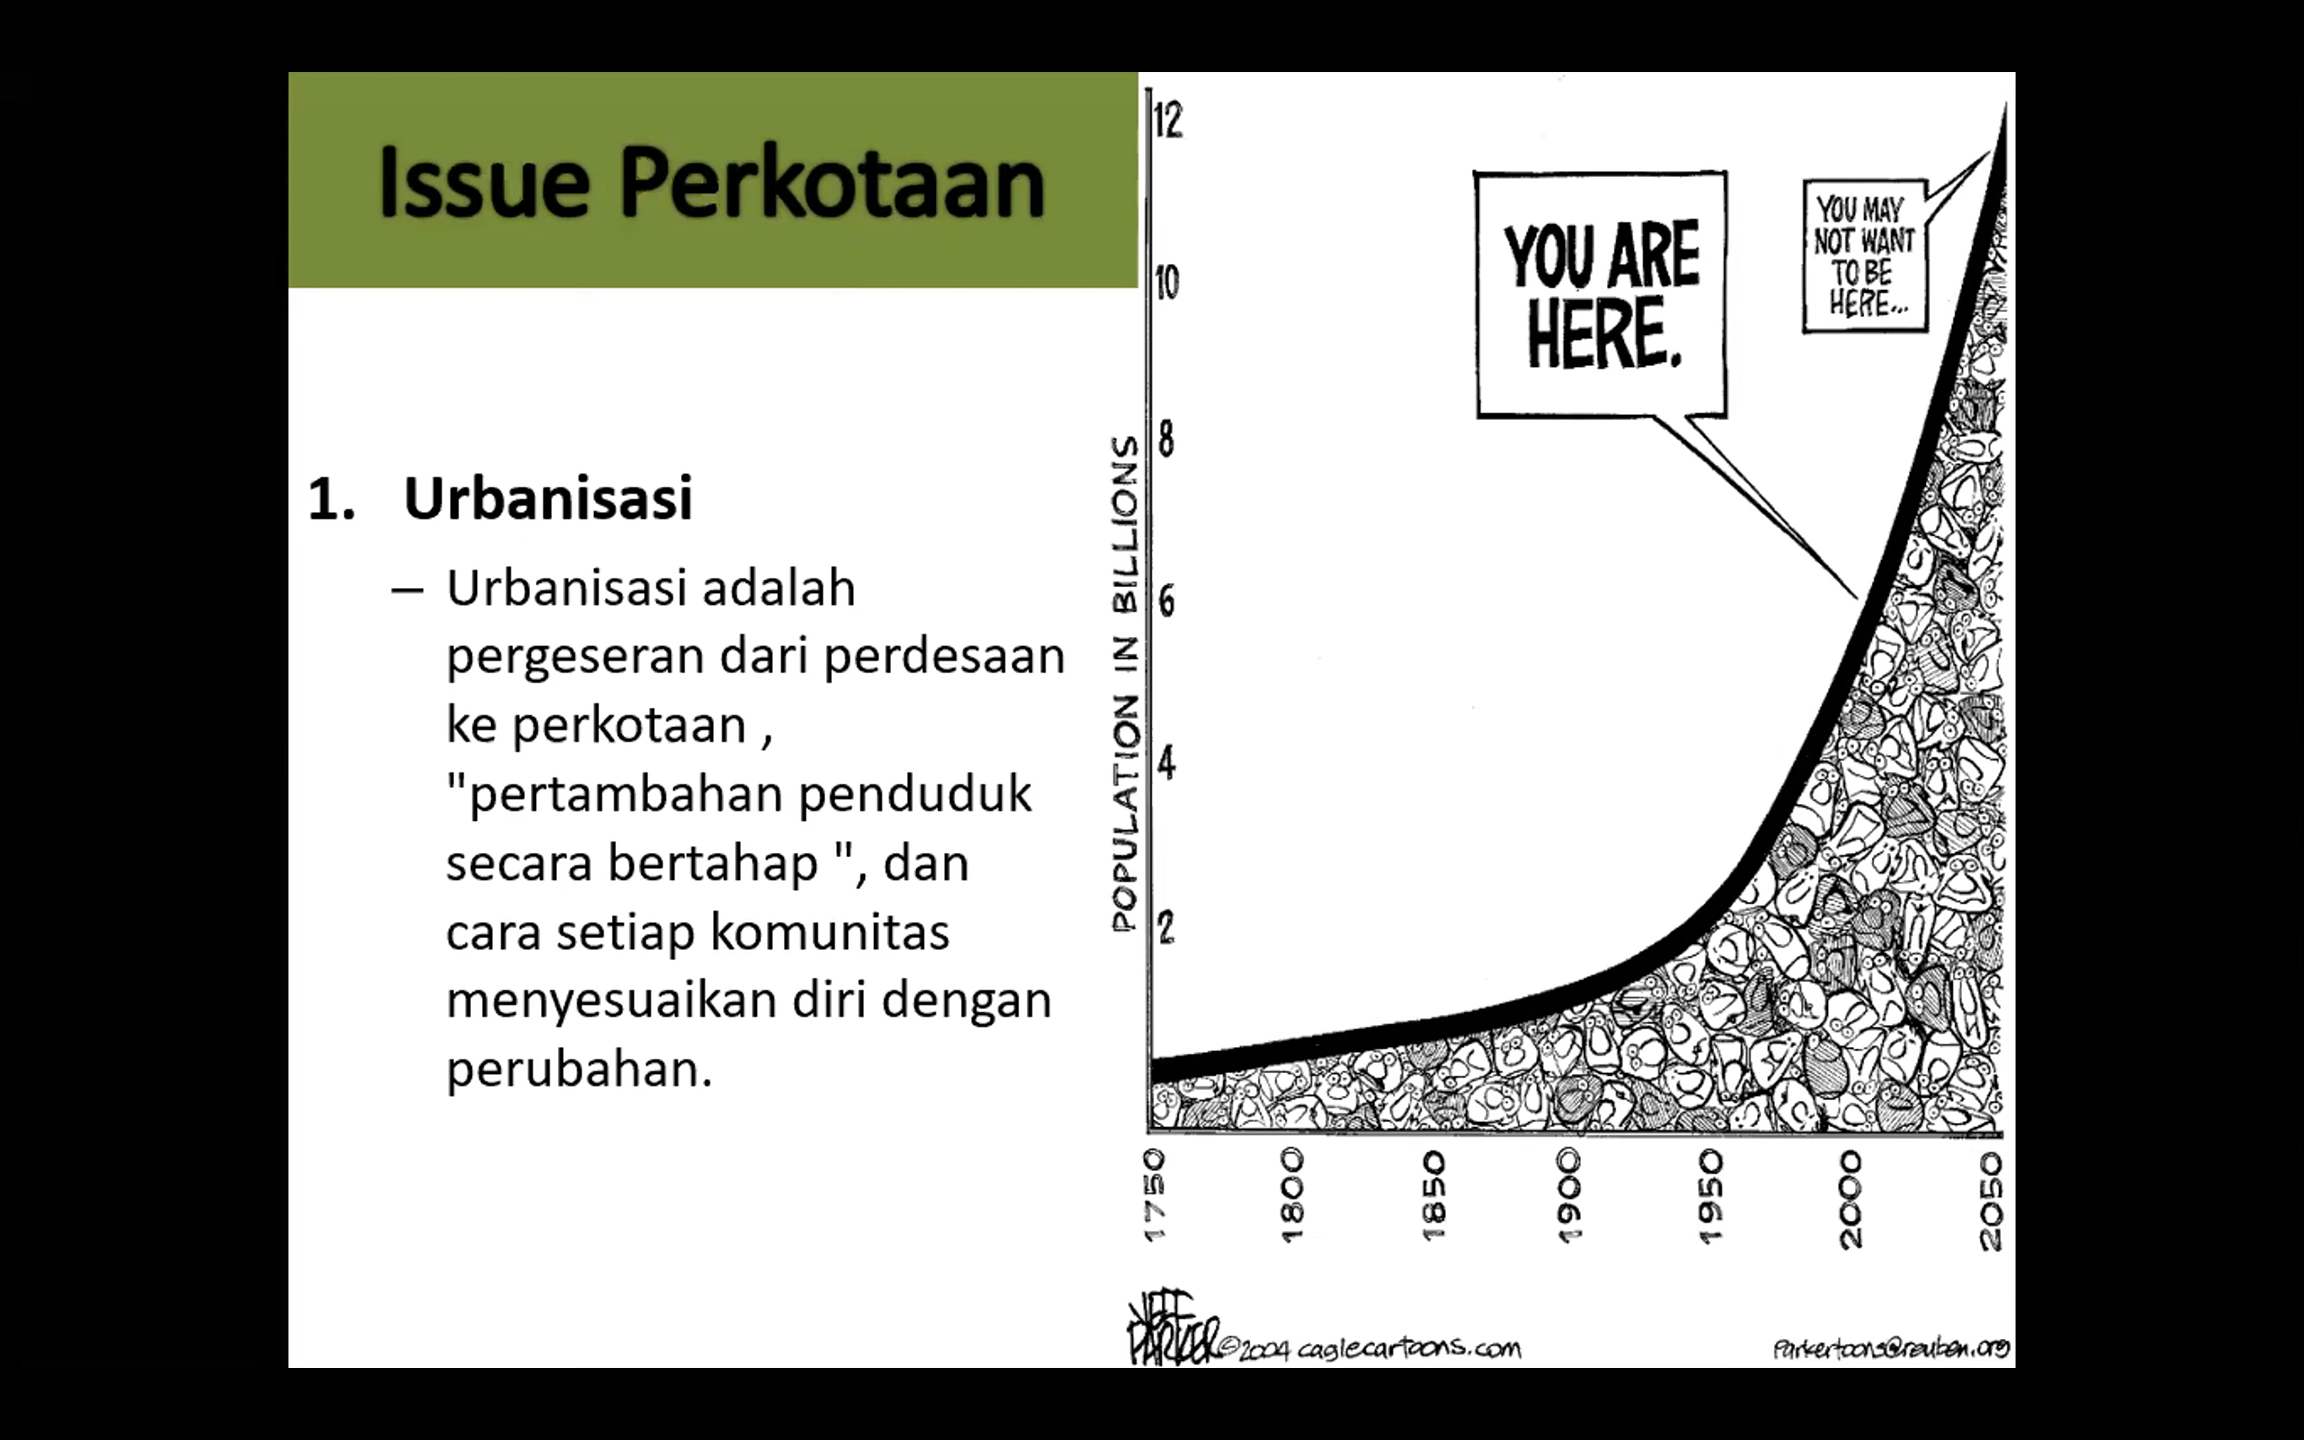 Issue Perkotaan
1. Urbanisasi
– Urbanisasi adalah
pergeseran dari perdesaan
ke perkotaan ,
"pertambahan penduduk
secara bertahap ", dan
cara setiap komunitas
menyesuaikan diri dengan
perubahan.
POPULATION IN BILLIONS
12
10
8
6
4
2
YOU ARE
HERE.
YOU MAY
NOT WANT
TO BE
HERE...
1750
1800
1850
1900
1950
2000
2050
JEFF
PARKER ©2004 caglecartoons.com
Parkertoons@reuben.org